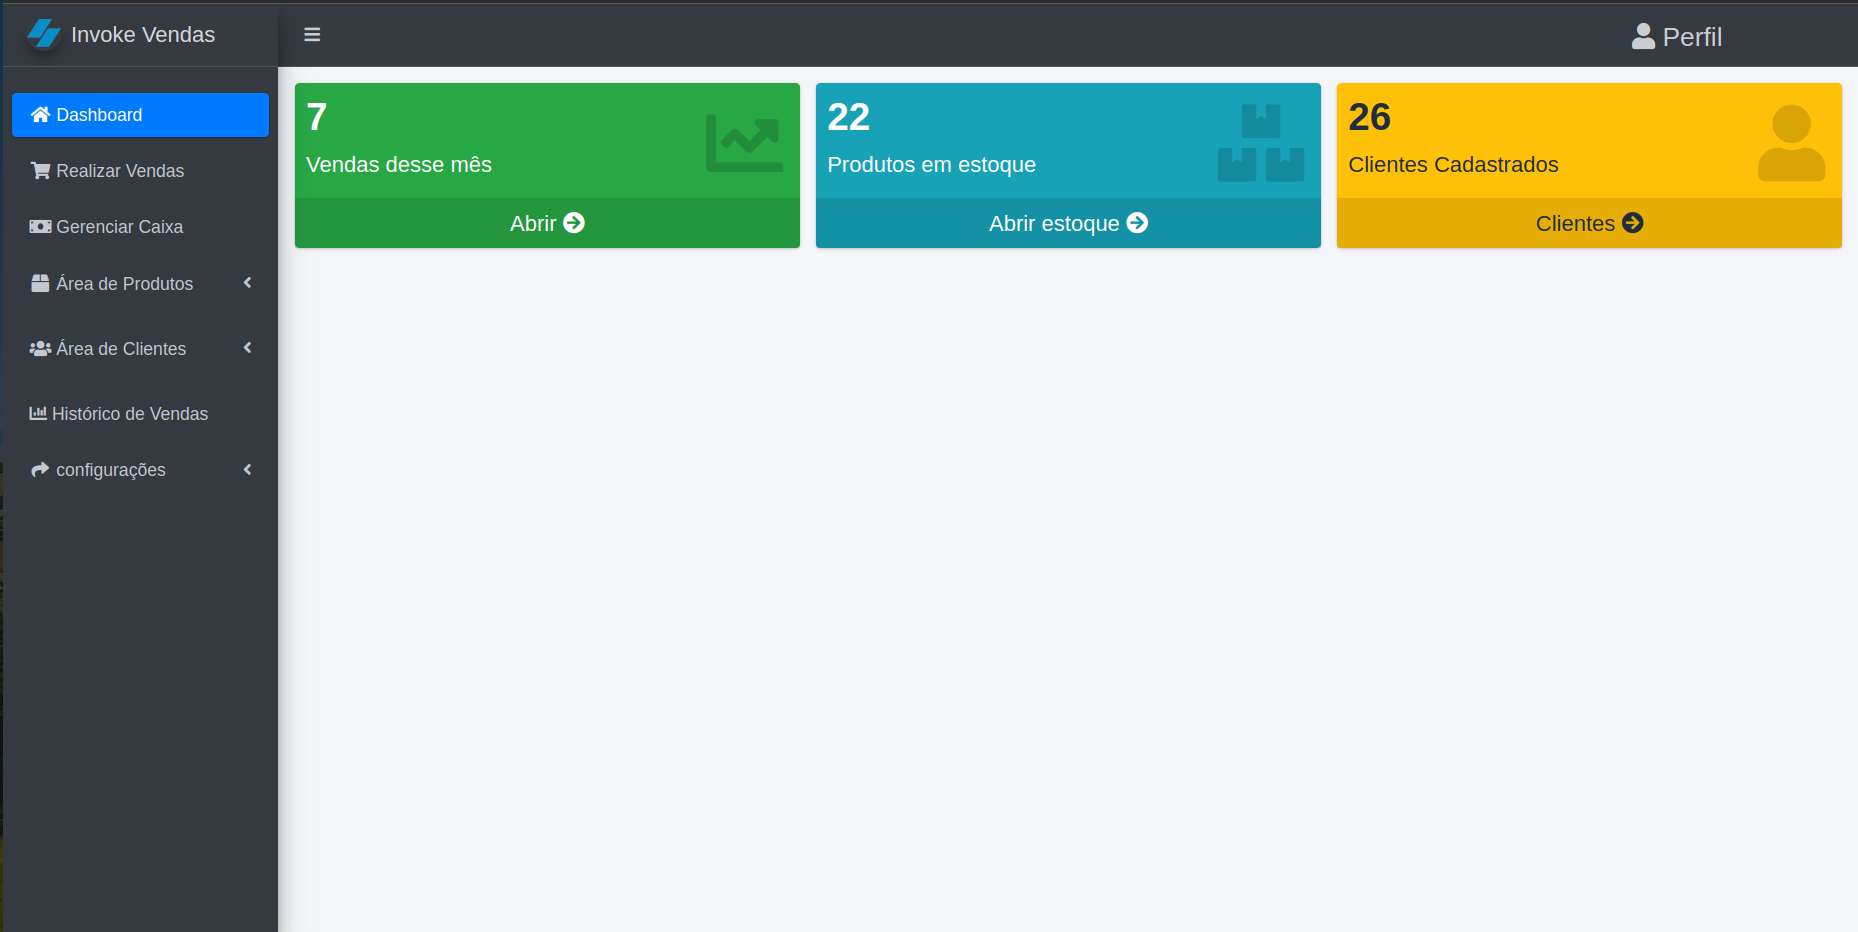 Invoke Vendas
Perfil
Dashboard
Realizar Vendas
Gerenciar Caixa
Área de Produtos
Área de Clientes
Histórico de Vendas
configurações
7
Vendas desse mês
Abrir
22
Produtos em estoque
Abrir estoque
26
Clientes Cadastrados
Clientes